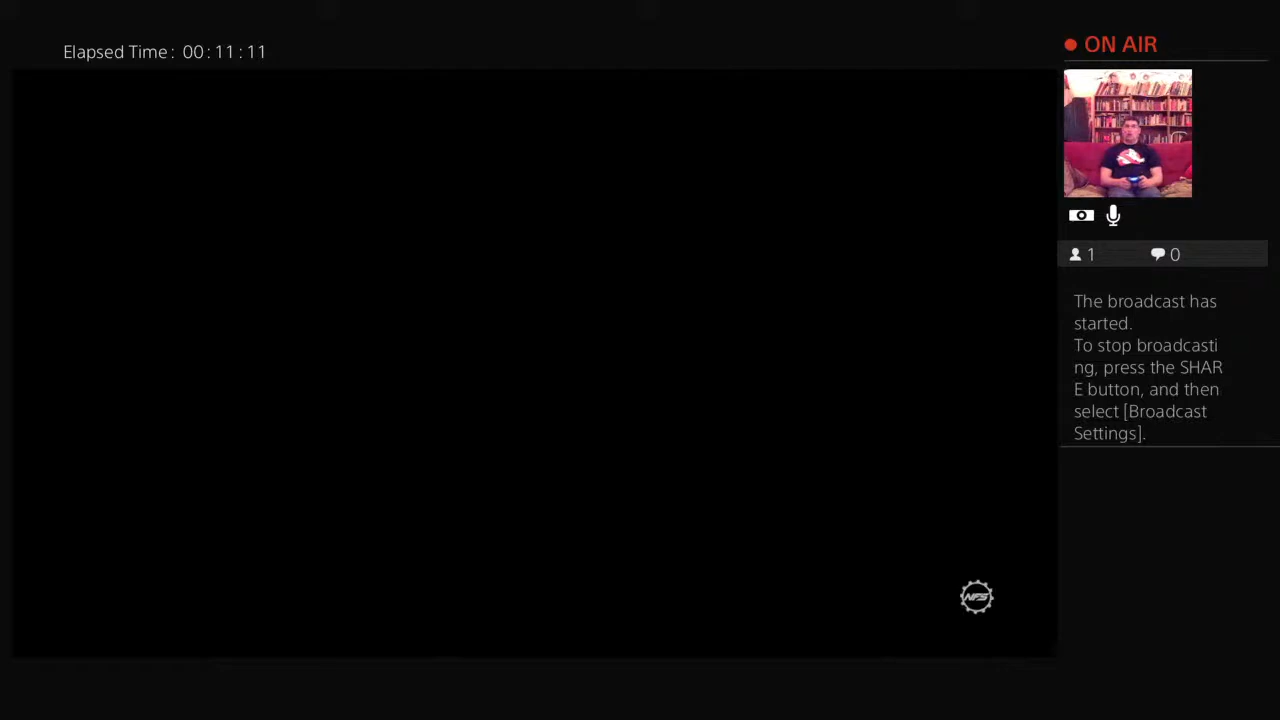 Elapsed Time: 00:11:11
ON AIR
1 0
The broadcast has
started.
To stop broadcasti
ng, press the SHAR
E button, and then
select [Broadcast
Settings].
NFS